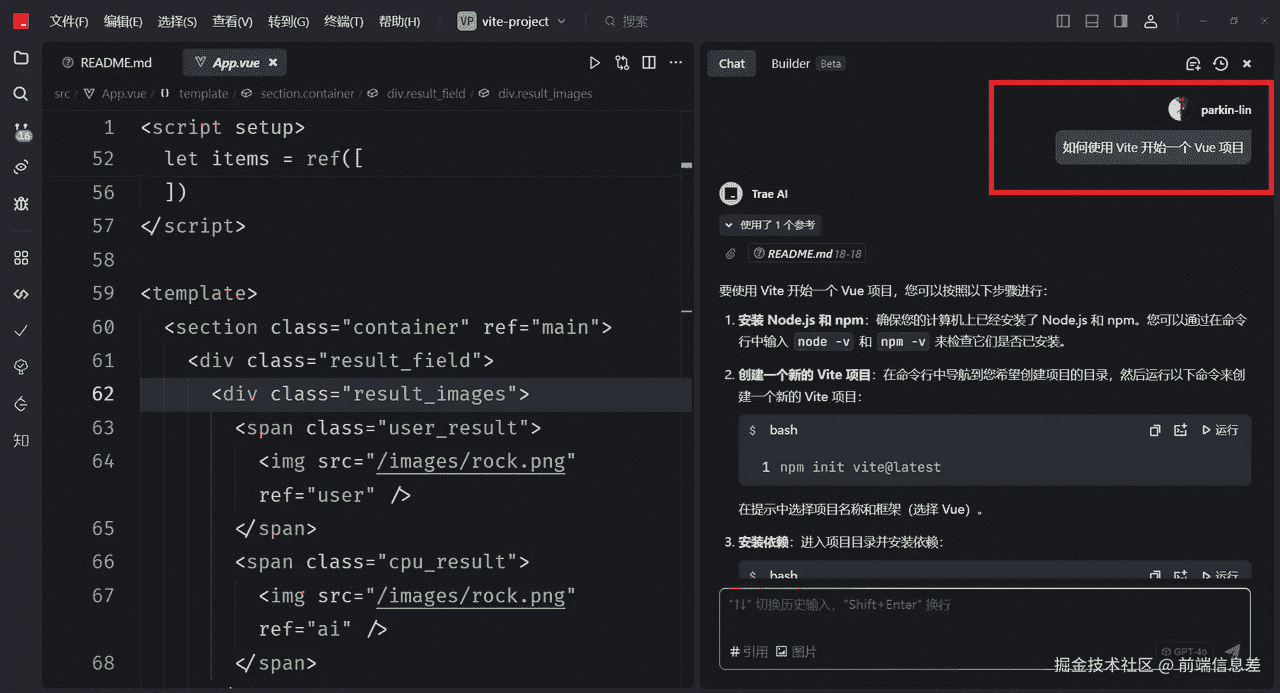 文件(F) 编辑(E) 选择(S) 查看(V) 转到(G) 终端(T) 帮助(H) VP vite-project 搜索
README.md App.vue
src / App.vue / template / section.container / div.result_field / div.result_images
1 <script setup>
52 let items = ref([
56 ])
57 </script>
58
59 <template>
60 <section class="container" ref="main">
61 <div class="result_field">
62 <div class="result_images">
63 <span class="user_result">
64 <img src="/images/rock.png"
ref="user" />
65 </span>
66 <span class="cpu_result">
67 <img src="/images/rock.png"
ref="ai" />
68 </span>
16
知
Chat Builder Beta
parkin-lin
如何使用 Vite 开始一个 Vue 项目
Trae AI
使用了 1 个参考
README.md 18-18
要使用 Vite 开始一个 Vue 项目，您可以按照以下步骤进行：
1. 安装 Node.js 和 npm：确保您的计算机上已经安装了 Node.js 和 npm。您可以通过在命令
行中输入 node -v 和 npm -v 来检查它们是否已安装。
2. 创建一个新的 Vite 项目：在命令行中导航到您希望创建项目的目录，然后运行以下命令来创
建一个新的 Vite 项目：
$ bash 运行
1 npm init vite@latest
在提示中选择项目名称和框架（选择 Vue）。
3. 安装依赖：进入项目目录并安装依赖：
$ bash 运行
"↑↓" 切换历史输入，"Shift+Enter" 换行
# 引用 图片 GPT-4o
掘金技术社区 @ 前端信息差